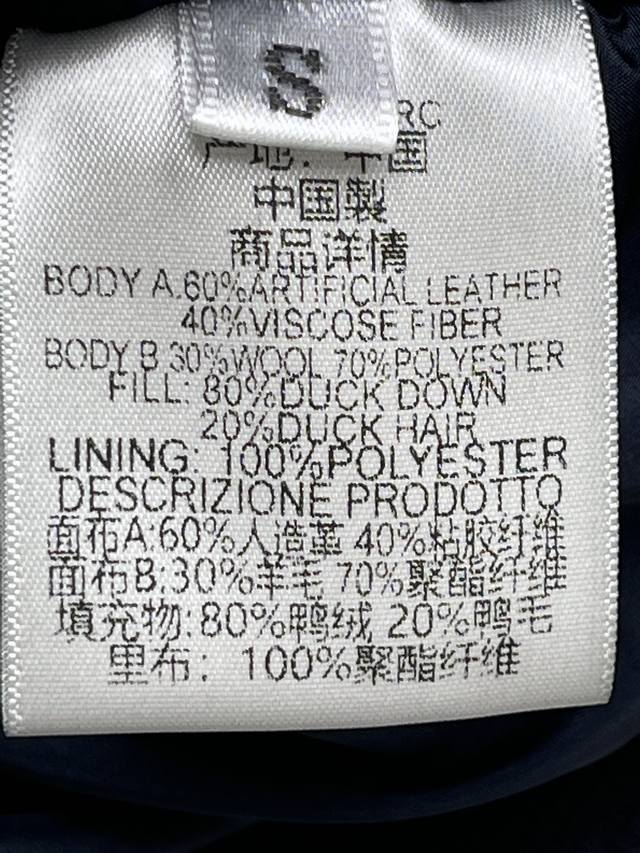 S
RC
产地: 中国
中国製
商品详情
BODY A:60%ARTIFICIAL LEATHER
40%VISCOSE FIBER
BODY B 30%WOOL 70%POLYESTER
FILL: 80%DUCK DOWN
20%DUCK HAIR
LINING: 100%POLYESTER
DESCRIZIONE PRODOTTO
面布A:60%人造革 40%粘胶纤维
面布B:30%羊毛 70%聚酯纤维
填充物:80%鸭绒 20%鸭毛
里布: 100%聚酯纤维